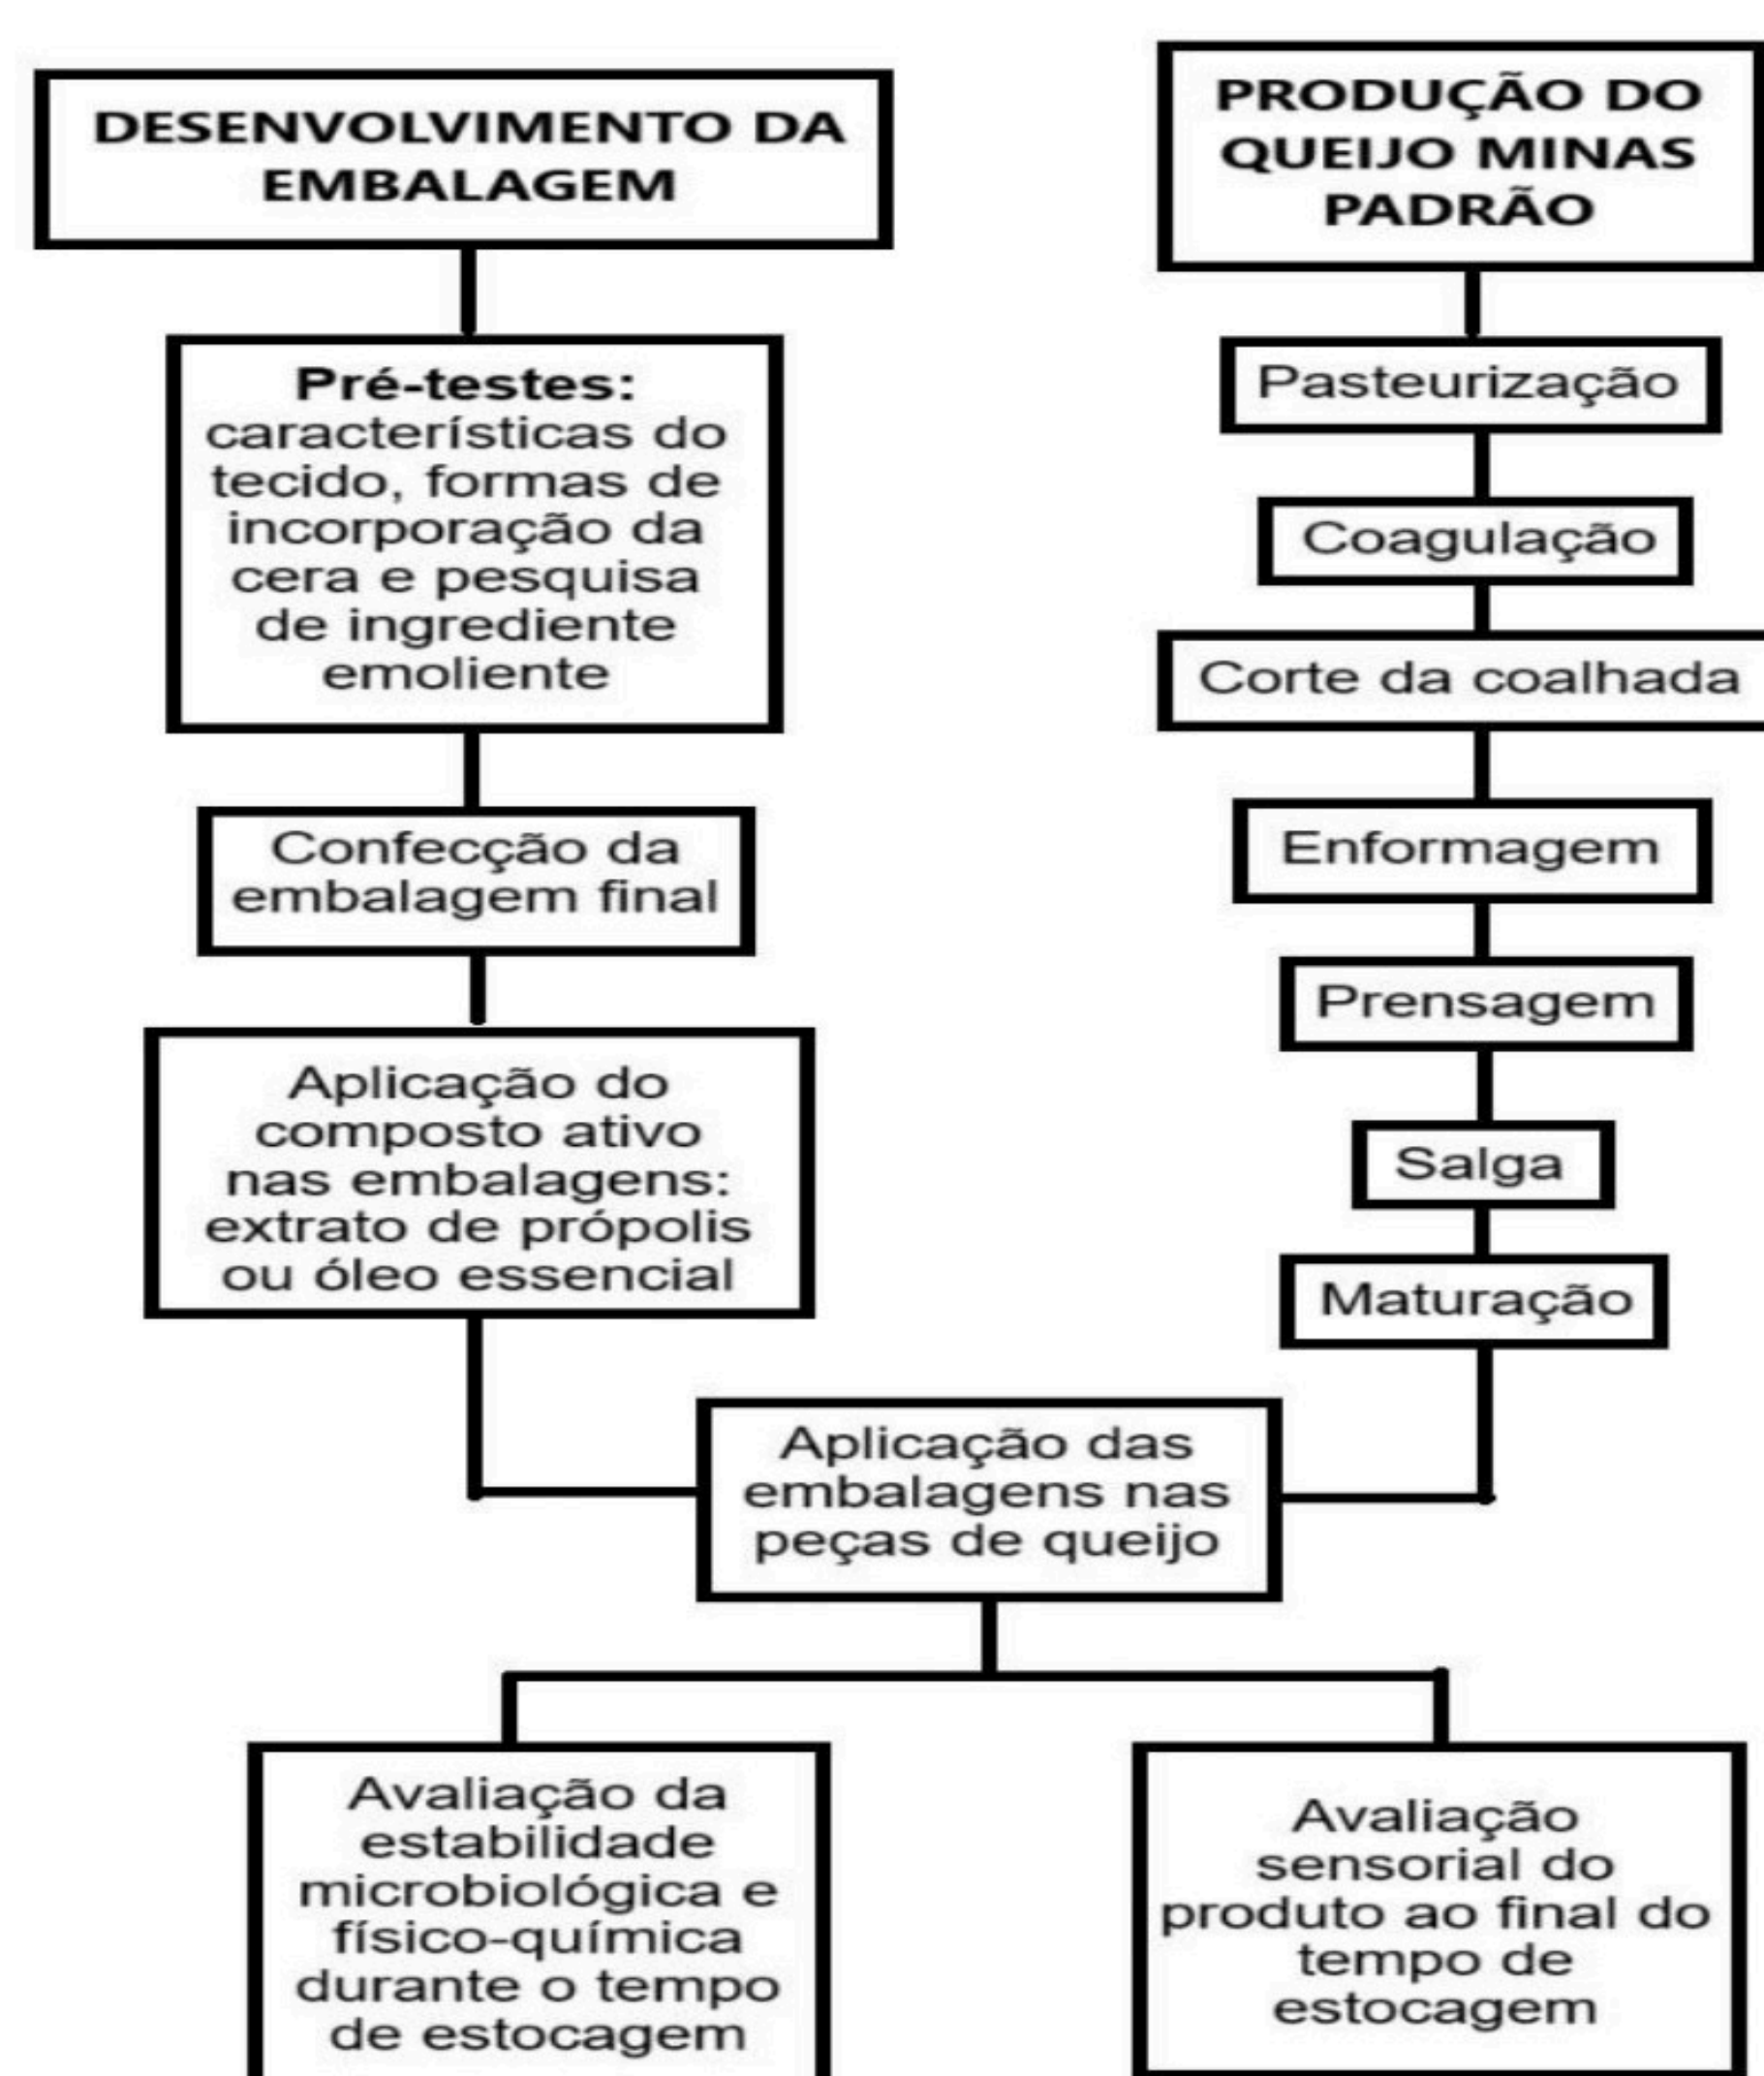 DESENVOLVIMENTO DA
EMBALAGEM
Pré-testes:
características do
tecido, formas de
incorporação da
cera e pesquisa
de ingrediente
emoliente
Confecção da
embalagem final
Aplicação do
composto ativo
nas embalagens:
extrato de própolis
ou óleo essencial
PRODUÇÃO DO
QUEIJO MINAS
PADRÃO
Pasteurização
Coagulação
Corte da coalhada
Enformagem
Prensagem
Salga
Maturação
Aplicação das
embalagens nas
peças de queijo
Avaliação da
estabilidade
microbiológica e
físico-química
durante o tempo
de estocagem
Avaliação
sensorial do
produto ao final do
tempo de
estocagem